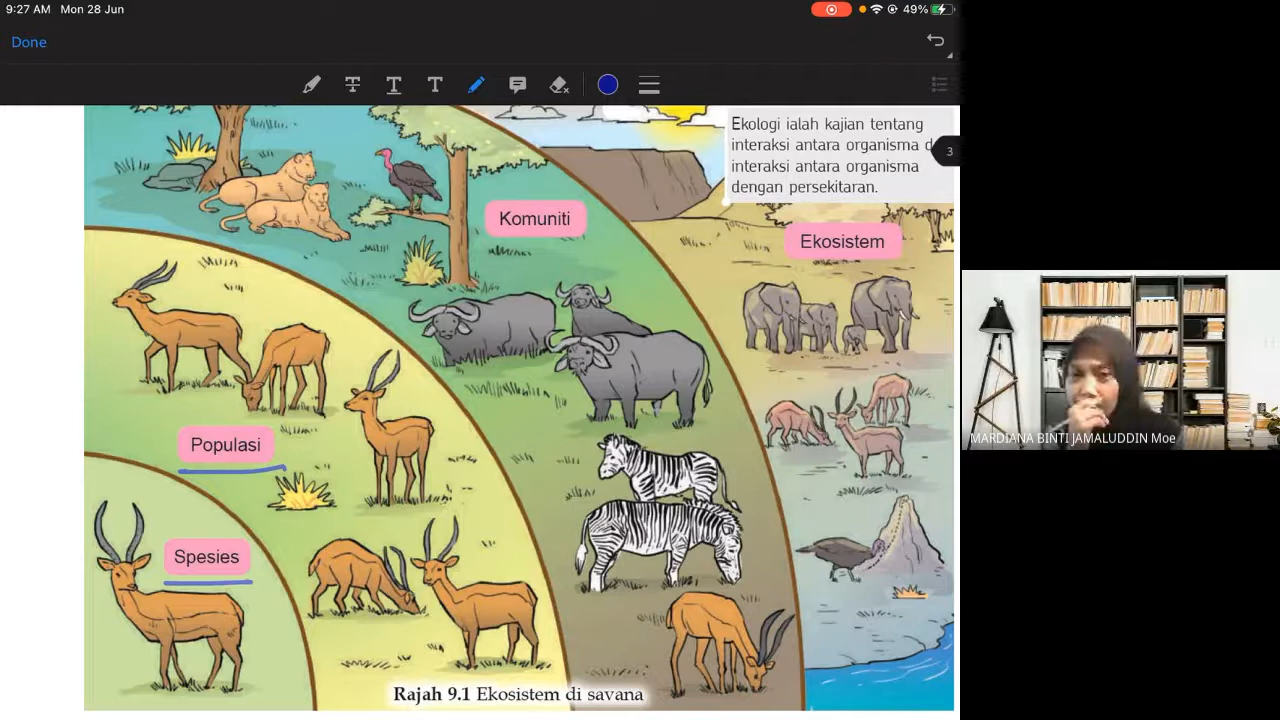 9:27 AM Mon 28 Jun
49%
Done
T
T
T
Ekologi ialah kajian tentang
interaksi antara organisma d
interaksi antara organisma
dengan persekitaran.
3
Komuniti
Ekosistem
Populasi
Spesies
Rajah 9.1 Ekosistem di savana
MARDIANA BINTI JAMALUDDIN Moe